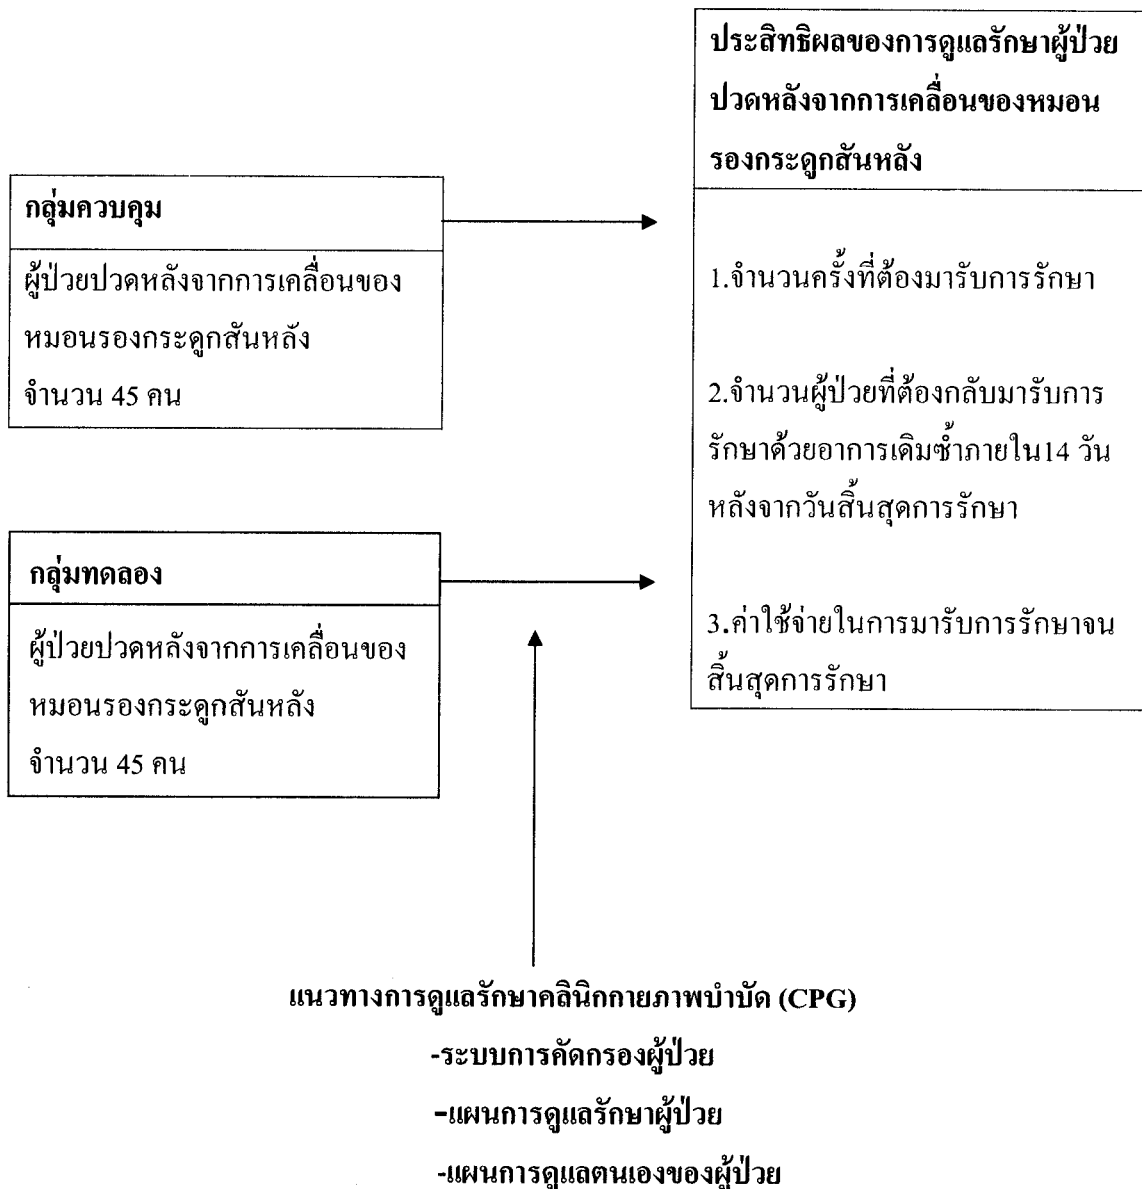 ประสิทธิผลของการดูแลรักษาผู้ป่วย
ปวดหลังจากการเคลื่อนของหมอน
รองกระดูกสันหลัง
1.จำนวนครั้งที่ต้องมารับการรักษา
2.จำนวนผู้ป่วยที่ต้องกลับมารับการ
รักษาด้วยอาการเดิมซ้ำภายใน14 วัน
หลังจากวันสิ้นสุดการรักษา
3.ค่าใช้จ่ายในการมารับการรักษาจน
สิ้นสุดการรักษา
กลุ่มควบคุม
ผู้ป่วยปวดหลังจากการเคลื่อนของ
หมอนรองกระดูกสันหลัง
จำนวน 45 คน
กลุ่มทดลอง
ผู้ป่วยปวดหลังจากการเคลื่อนของ
หมอนรองกระดูกสันหลัง
จำนวน 45 คน
แนวทางการดูแลรักษาคลินิกกายภาพบำบัด (CPG)
-ระบบการคัดกรองผู้ป่วย
-แผนการดูแลรักษาผู้ป่วย
-แผนการดูแลตนเองของผู้ป่วย